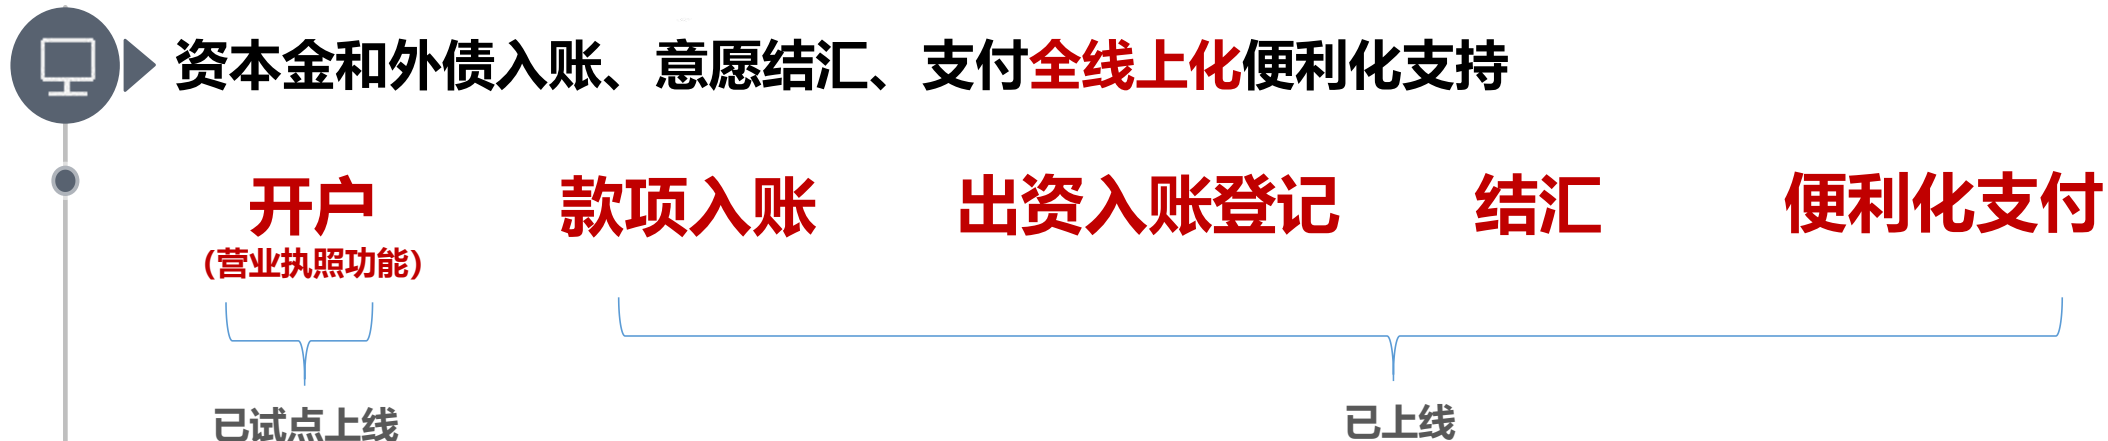 资本金和外债入账、意愿结汇、支付全线上化便利化支持
开户 款项入账 出资入账登记 结汇 便利化支付
（营业执照功能）
已试点上线 已上线